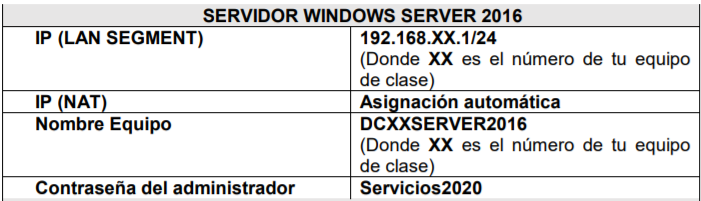 SERVIDOR WINDOWS SERVER 2016
IP (LAN SEGMENT) 192.168.XX.1/24
(Donde XX es el número de tu equipo
de clase)
IP (NAT) Asignación automática
Nombre Equipo DCXXSERVER2016
(Donde XX es el número de tu equipo
de clase)
Contraseña del administrador Servicios2020